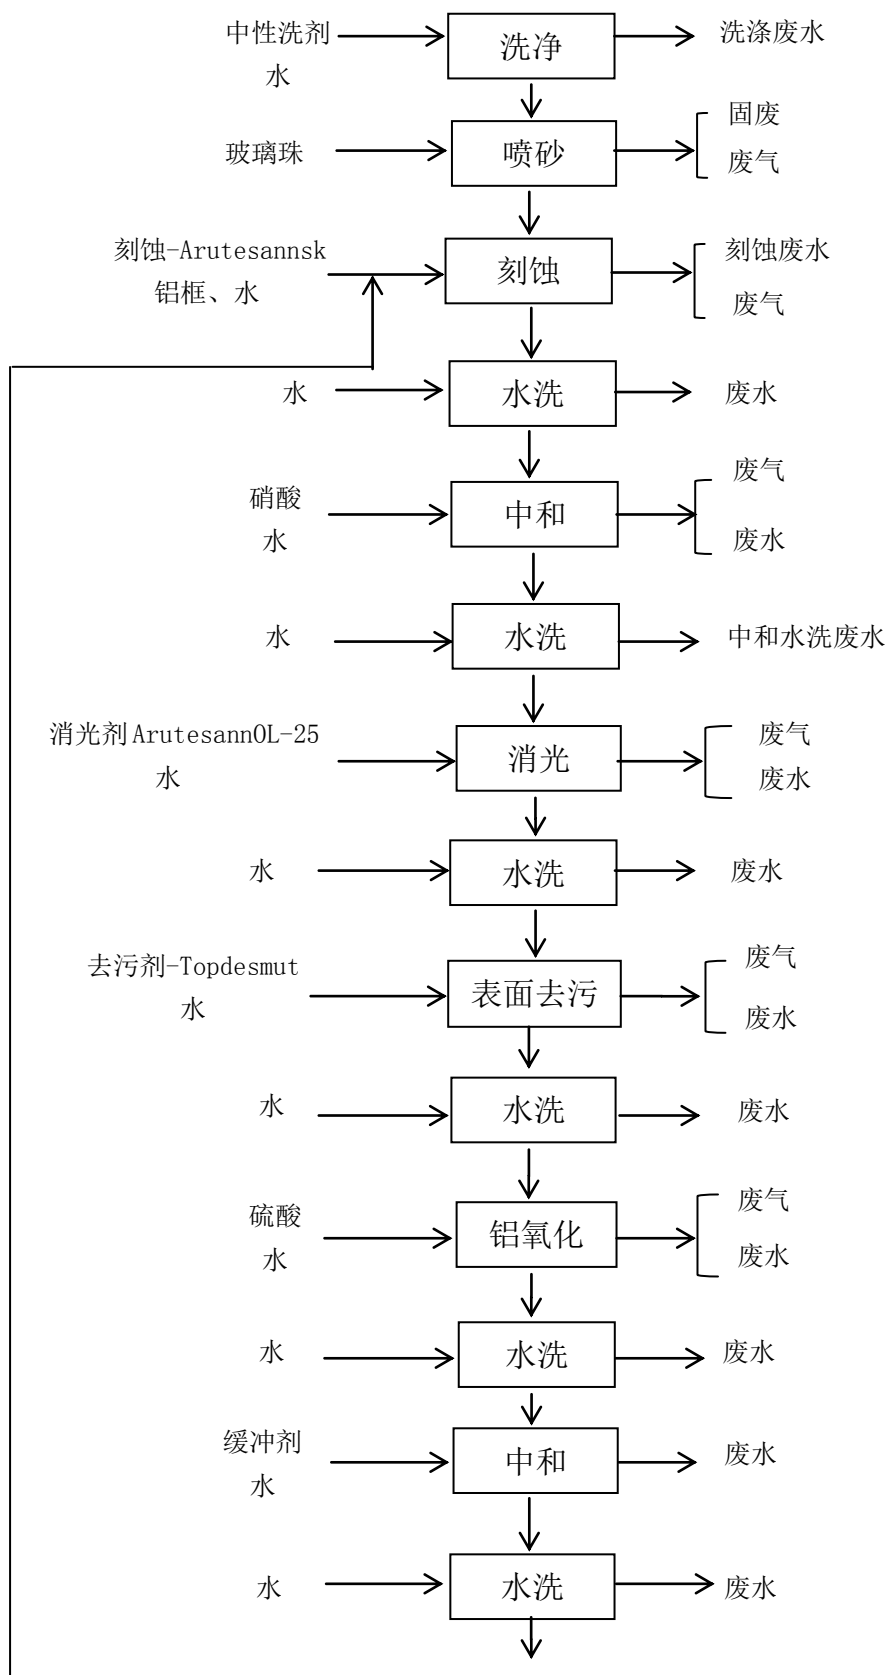 中性洗剂
水
洗净
洗涤废水
玻璃珠
喷砂
固废
废气
刻蚀-Arutesannsk
铝框、水
刻蚀
刻蚀废水
废气
水
水洗
废水
硝酸
水
中和
废气
废水
水
水洗
中和水洗废水
消光剂ArutesannOL-25
水
消光
废气
废水
水
水洗
废水
去污剂-Topdesmut
水
表面去污
废气
废水
水
水洗
废水
硫酸
水
铝氧化
废气
废水
水
水洗
废水
缓冲剂
水
中和
废水
水
水洗
废水